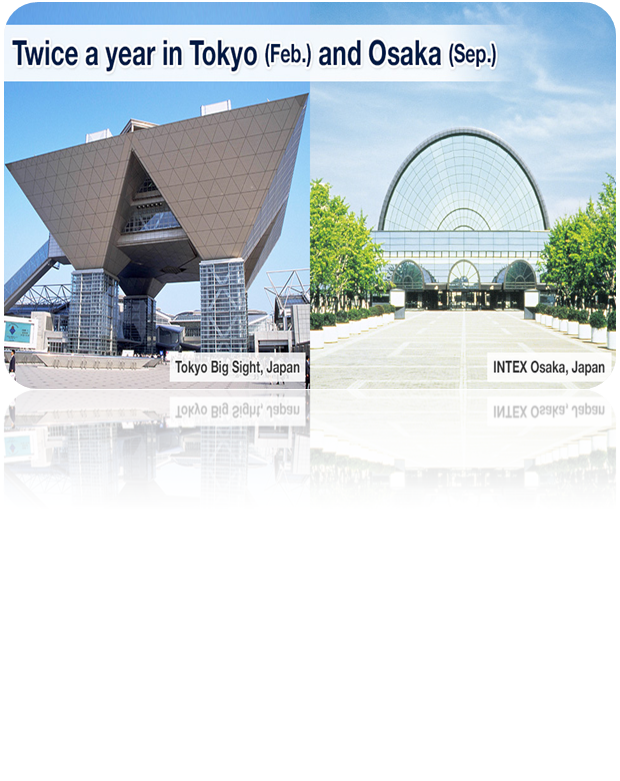 Twice a year in Tokyo (Feb.) and Osaka (Sep.)
Tokyo Big Sight, Japan
INTEX Osaka, Japan